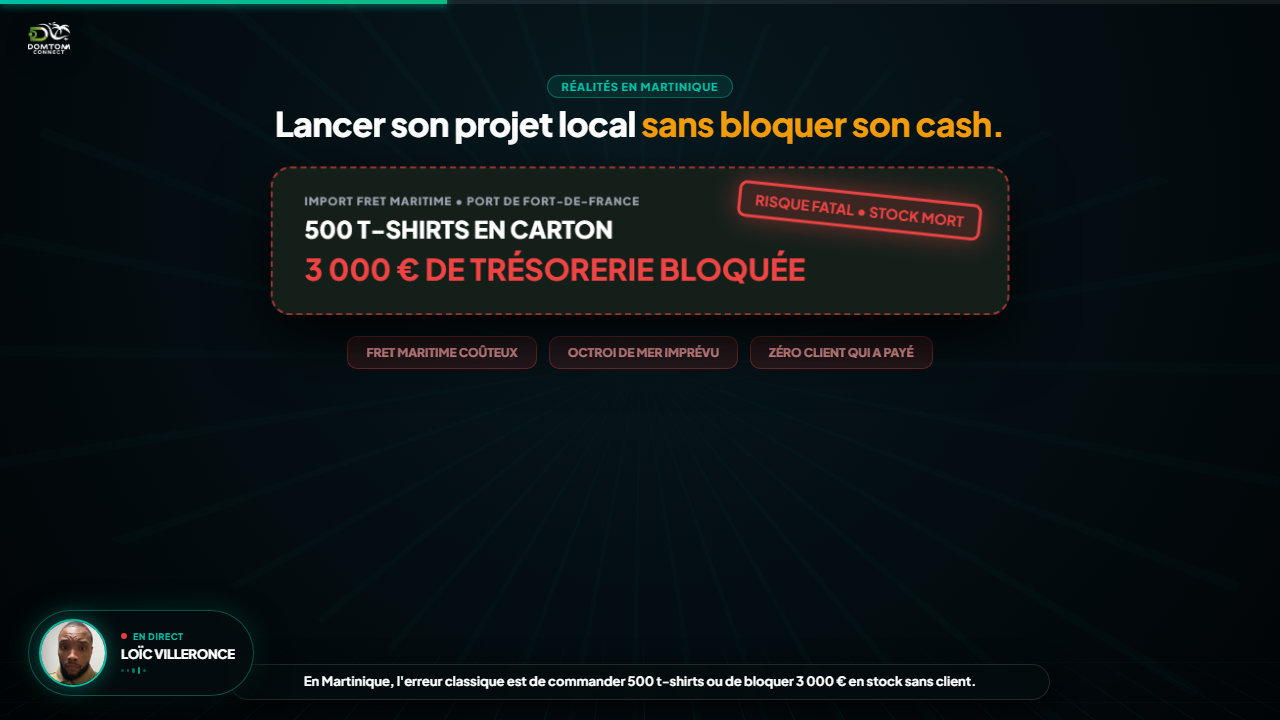 DOMTOM
CONNECT
RÉALITÉS EN MARTINIQUE
Lancer son projet local sans bloquer son cash.
IMPORT FRET MARITIME • PORT DE FORT-DE-FRANCE
RISQUE FATAL • STOCK MORT
500 T-SHIRTS EN CARTON
3 000 € DE TRÉSORERIE BLOQUÉE
FRET MARITIME COÛTEUX
OCTROI DE MER IMPRÉVU
ZÉRO CLIENT QUI A PAYÉ
EN DIRECT
LOÏC VILLERONCE
En Martinique, l'erreur classique est de commander 500 t-shirts ou de bloquer 3 000 € en stock sans client.